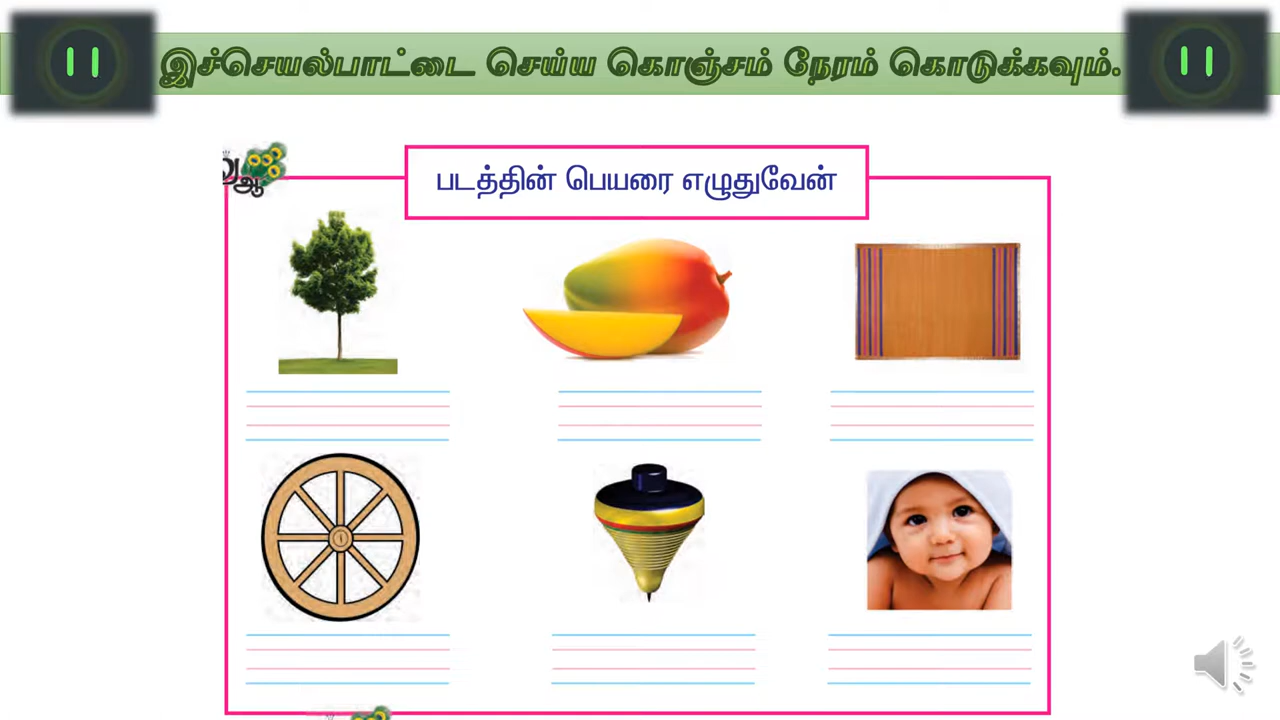 இச்செயல்பாட்டை செய்ய கொஞ்சம் நேரம் கொடுக்கவும்.
படத்தின் பெயரை எழுதுவேன்